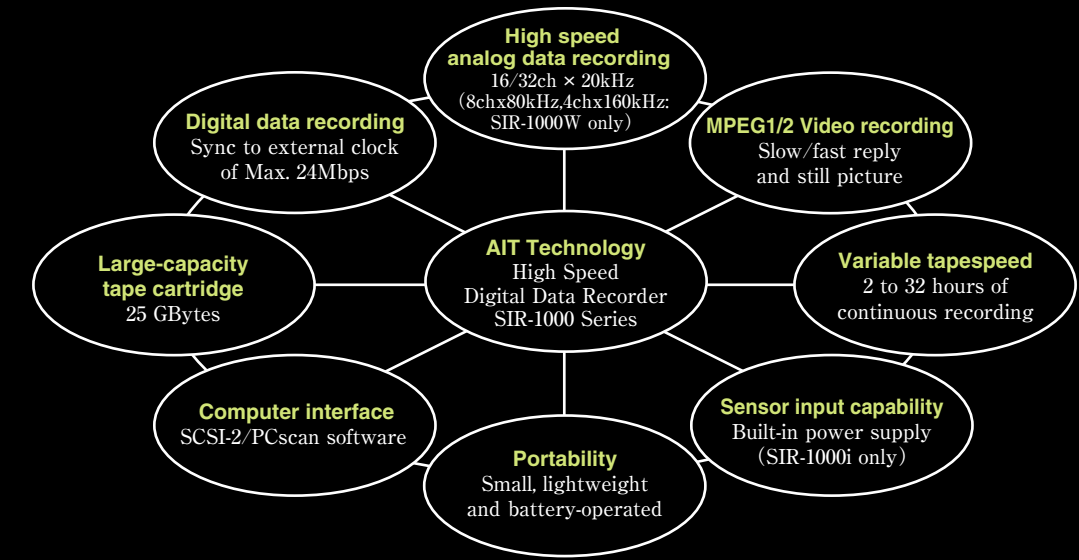 High speed
analog data recording
16/32ch × 20kHz
(8chx80kHz,4chx160kHz:
SIR-1000W only)
Digital data recording
Sync to external clock
of Max. 24Mbps
MPEG1/2 Video recording
Slow/fast reply
and still picture
Large-capacity
tape cartridge
25 GBytes
AIT Technology
High Speed
Digital Data Recorder
SIR-1000 Series
Variable tapespeed
2 to 32 hours of
continuous recording
Computer interface
SCSI-2/PCscan software
Sensor input capability
Built-in power supply
(SIR-1000i only)
Portability
Small, lightweight
and battery-operated